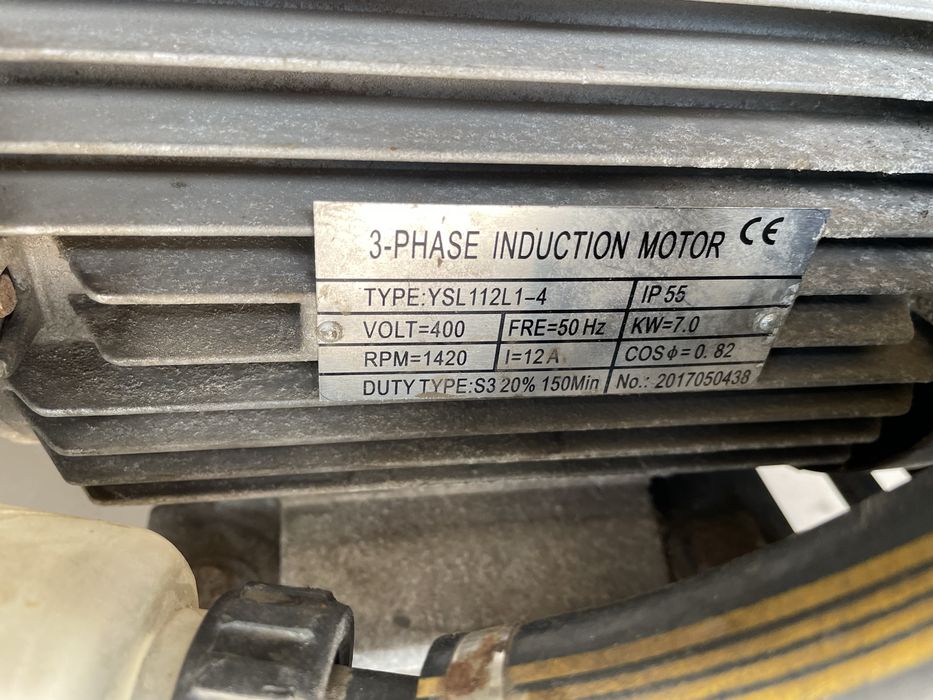 3-PHASE INDUCTION MOTOR CE
TYPE:YSL112L1-4 IP 55
VOLT=400 FRE=50 Hz KW=7.0
RPM=1420 I=12 A COSφ=0.82
DUTY TYPE:S3 20% 150Min No.: 2017050438